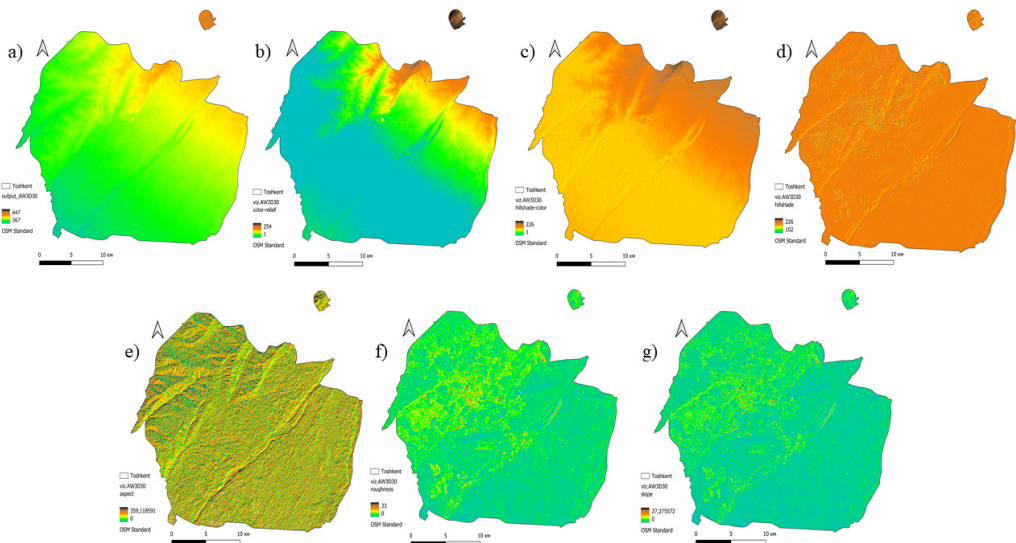 a)
Toshkent
output_AW3D30
647
367
OSM Standard
0 5 10 км
b)
Toshkent
viz.AW3D30
color-relief
254
1
OSM Standard
0 5 10 км
c)
Toshkent
viz.AW3D30
hillshade-color
226
1
OSM Standard
0 5 10 км
d)
Toshkent
viz.AW3D30
hillshade
226
102
OSM Standard
0 5 10 км
e)
Toshkent
viz.AW3D30
aspect
359,118591
0
OSM Standard
0 5 10 км
f)
Toshkent
viz.AW3D30
roughness
33
0
OSM Standard
0 5 10 км
g)
Toshkent
viz.AW3D30
slope
27,275572
0
OSM Standard
0 5 10 км